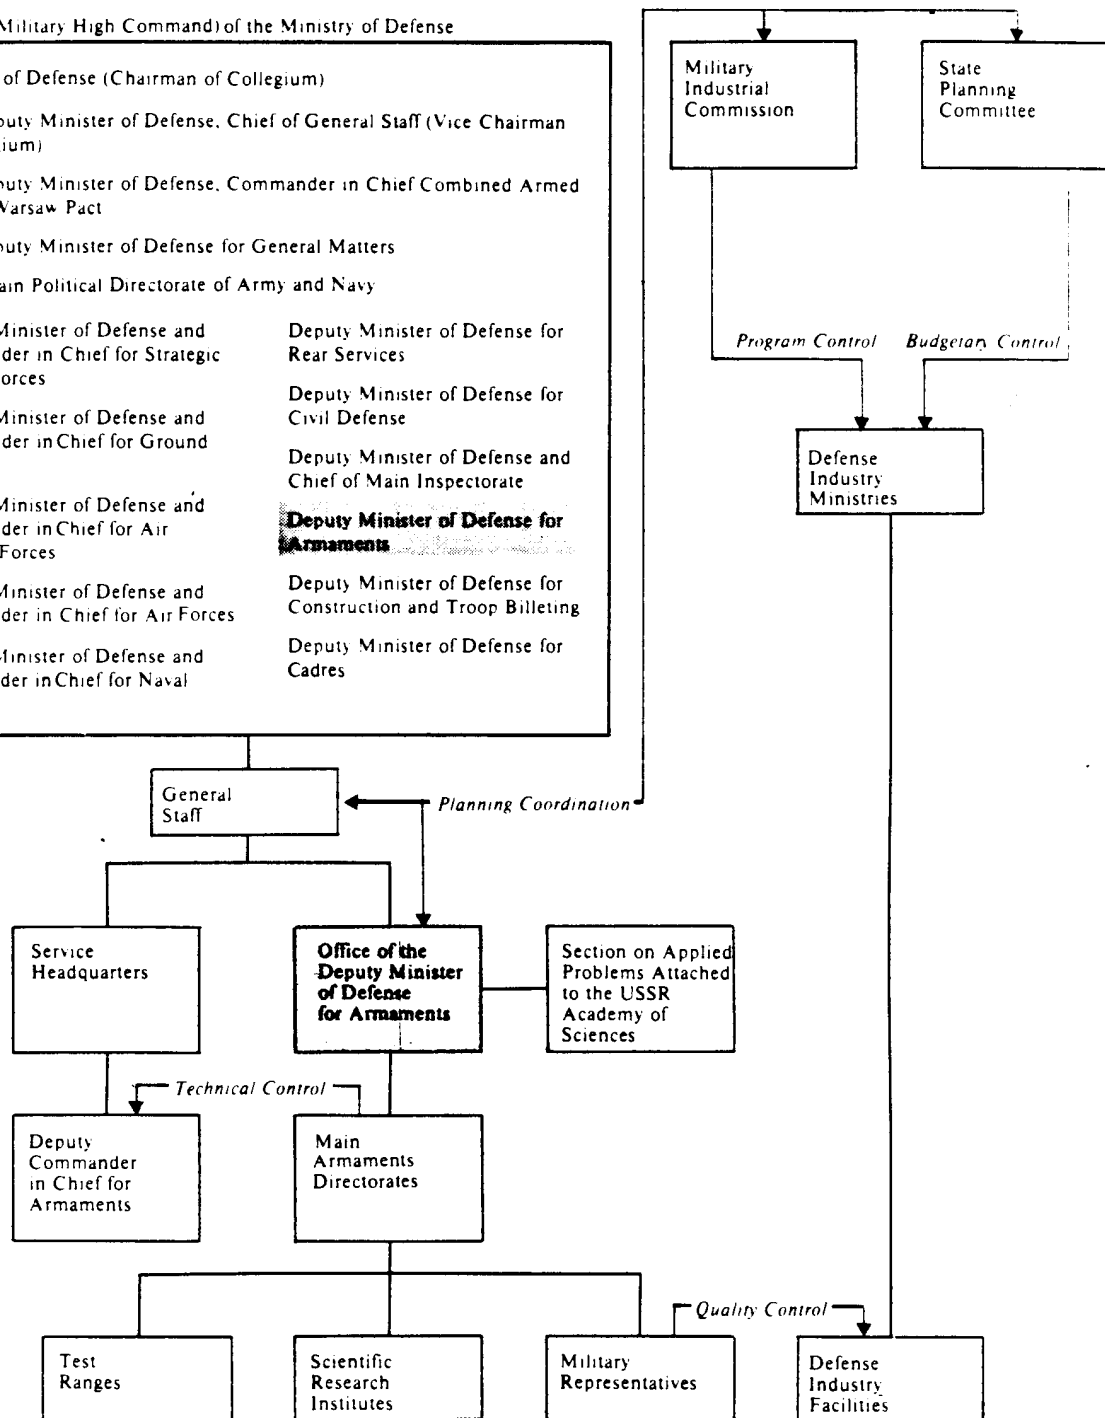 Military High Command) of the Ministry of Defense
of Defense (Chairman of Collegium)
puty Minister of Defense, Chief of General Staff (Vice Chairman
gium)
puty Minister of Defense, Commander in Chief Combined Armed
Warsaw Pact
puty Minister of Defense for General Matters
ain Political Directorate of Army and Navy
Minister of Defense and
der in Chief for Strategic
orces
Minister of Defense and
der in Chief for Ground
Minister of Defense and
der in Chief for Air
Forces
Minister of Defense and
der in Chief for Air Forces
Minister of Defense and
der in Chief for Naval
Deputy Minister of Defense for
Rear Services
Deputy Minister of Defense for
Civil Defense
Deputy Minister of Defense and
Chief of Main Inspectorate
Deputy Minister of Defense for
Armaments
Deputy Minister of Defense for
Construction and Troop Billeting
Deputy Minister of Defense for
Cadres
Military
Industrial
Commission
State
Planning
Committee
Program Control
Budgetary Control
Defense
Industry
Ministries
General
Staff
Planning Coordination
Service
Headquarters
Office of the
Deputy Minister
of Defense
for Armaments
Section on Applied
Problems Attached
to the USSR
Academy of
Sciences
Technical Control
Deputy
Commander
in Chief for
Armaments
Main
Armaments
Directorates
Quality Control
Test
Ranges
Scientific
Research
Institutes
Military
Representatives
Defense
Industry
Facilities